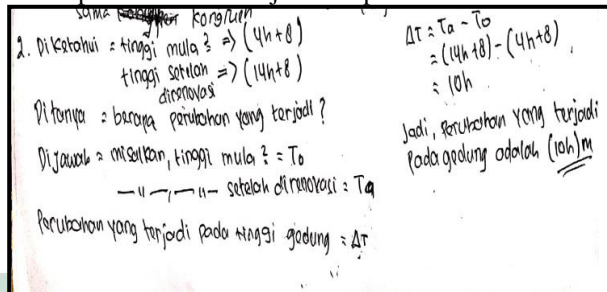 sama kongruen
2. Diketahui : tinggi mula² => (4h+8)
tinggi setelah => (14h+8)
direnovasi
Ditanya : berapa perubahan yang terjadi?
Dijawab : misalkan, tinggi mula² = To
—"—,—"— setelah direnovasi = Ta
Perubahan yang terjadi pada tinggi gedung = ΔT
ΔT = Ta - To
= (14h+8) - (4h+8)
= 10h
Jadi, perubahan yang terjadi
pada gedung adalah (10h)m